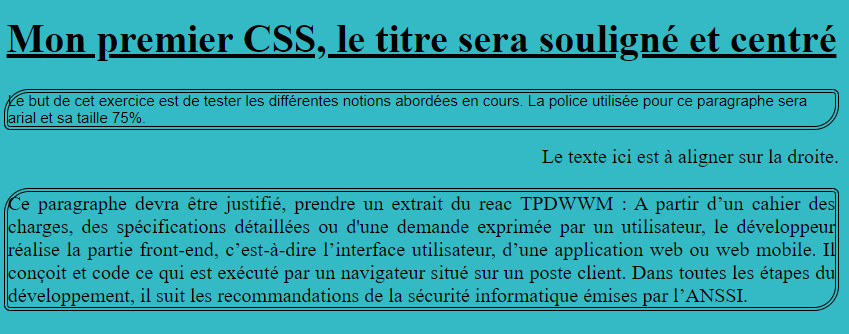 Mon premier CSS, le titre sera souligné et centré
Le but de cet exercice est de tester les différentes notions abordées en cours. La police utilisée pour ce paragraphe sera
arial et sa taille 75%.
Le texte ici est à aligner sur la droite.
Ce paragraphe devra être justifié, prendre un extrait du reac TPDWWM : A partir d’un cahier des
charges, des spécifications détaillées ou d'une demande exprimée par un utilisateur, le développeur
réalise la partie front-end, c’est-à-dire l’interface utilisateur, d’une application web ou web mobile. Il
conçoit et code ce qui est exécuté par un navigateur situé sur un poste client. Dans toutes les étapes du
développement, il suit les recommandations de la sécurité informatique émises par l’ANSSI.